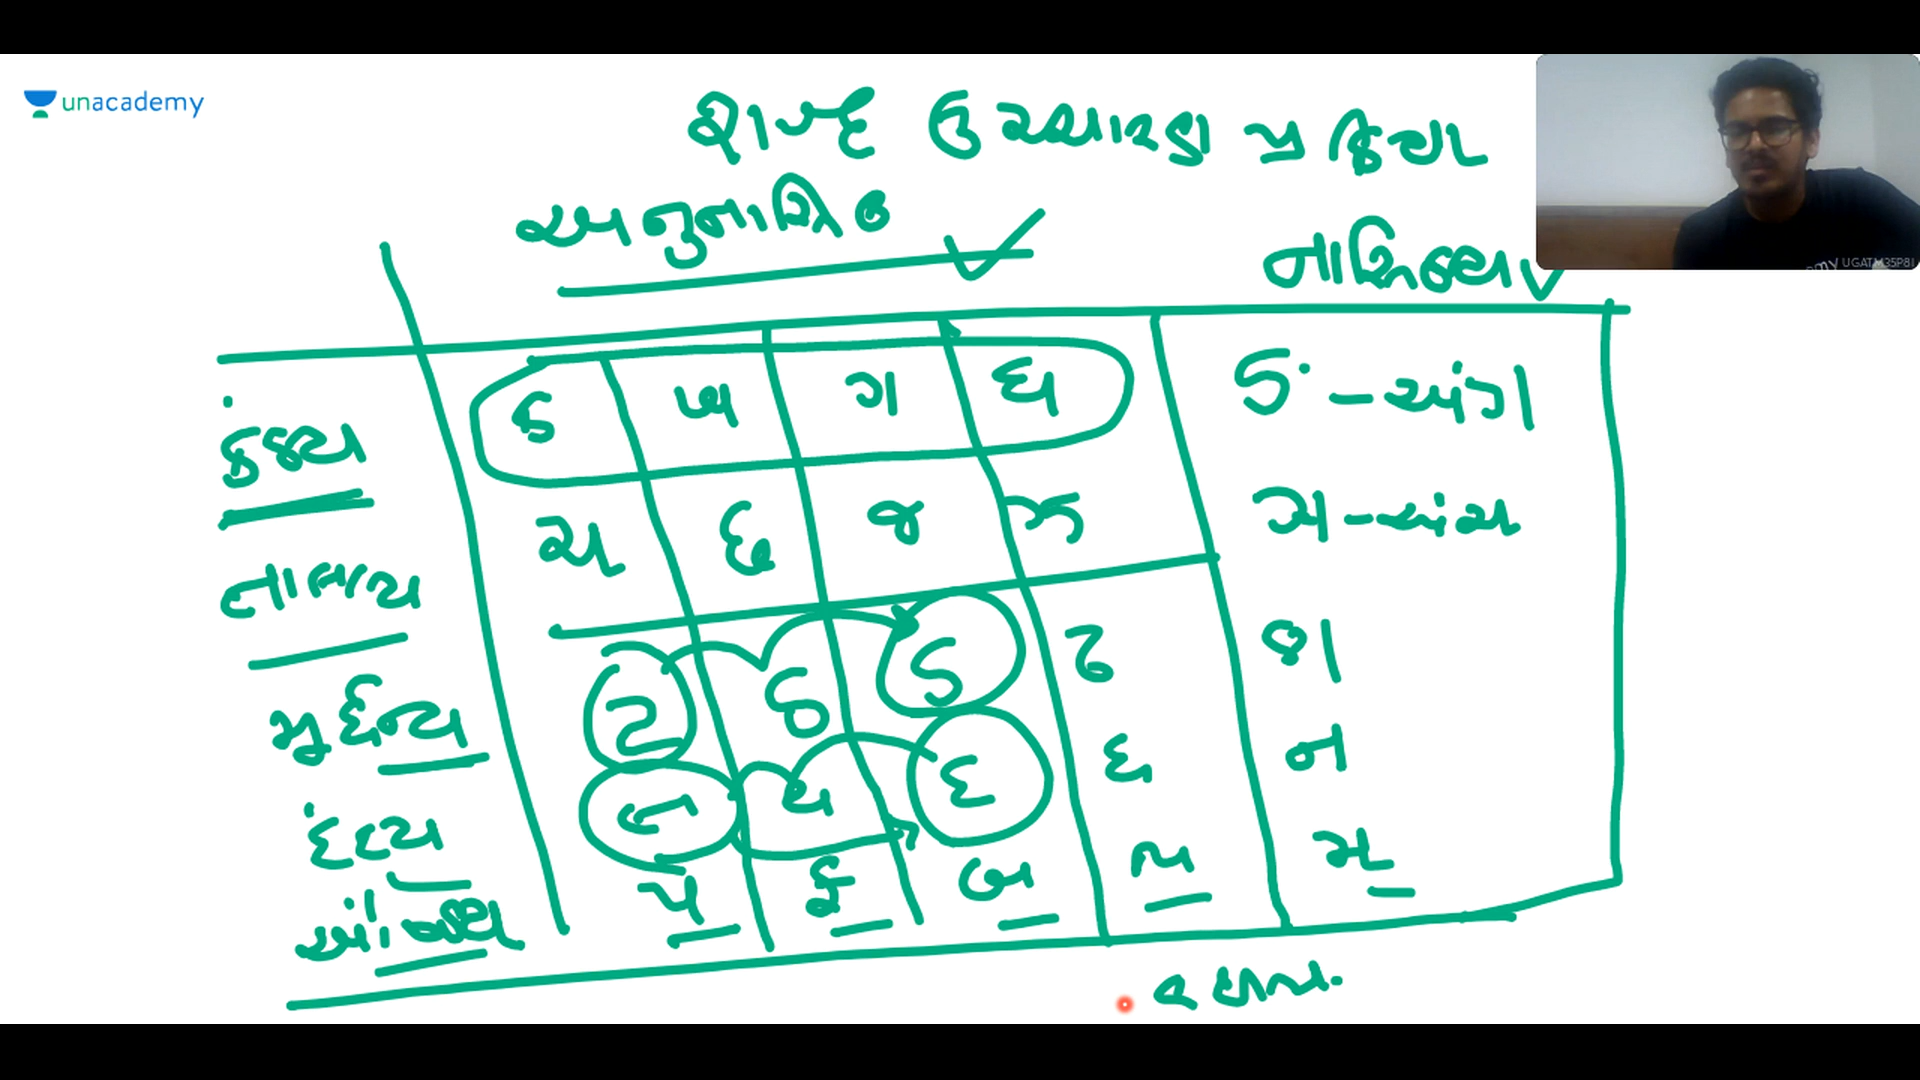 unacademy
શબ્દ ઉચ્ચારણ પ્રક્રિયા
અનુનાસિક
નાસિક્ય
કંઠ્ય ક ખ ગ ઘ ઙ - અંગ
તાલવ્ય ચ છ જ ઝ ઞ - અંચ
મૂર્ધન્ય ટ ઠ ડ ઢ ણ
દંત્ય ત થ દ ધ ન
ઓષ્ઠ્ય પ ફ બ ભ મ